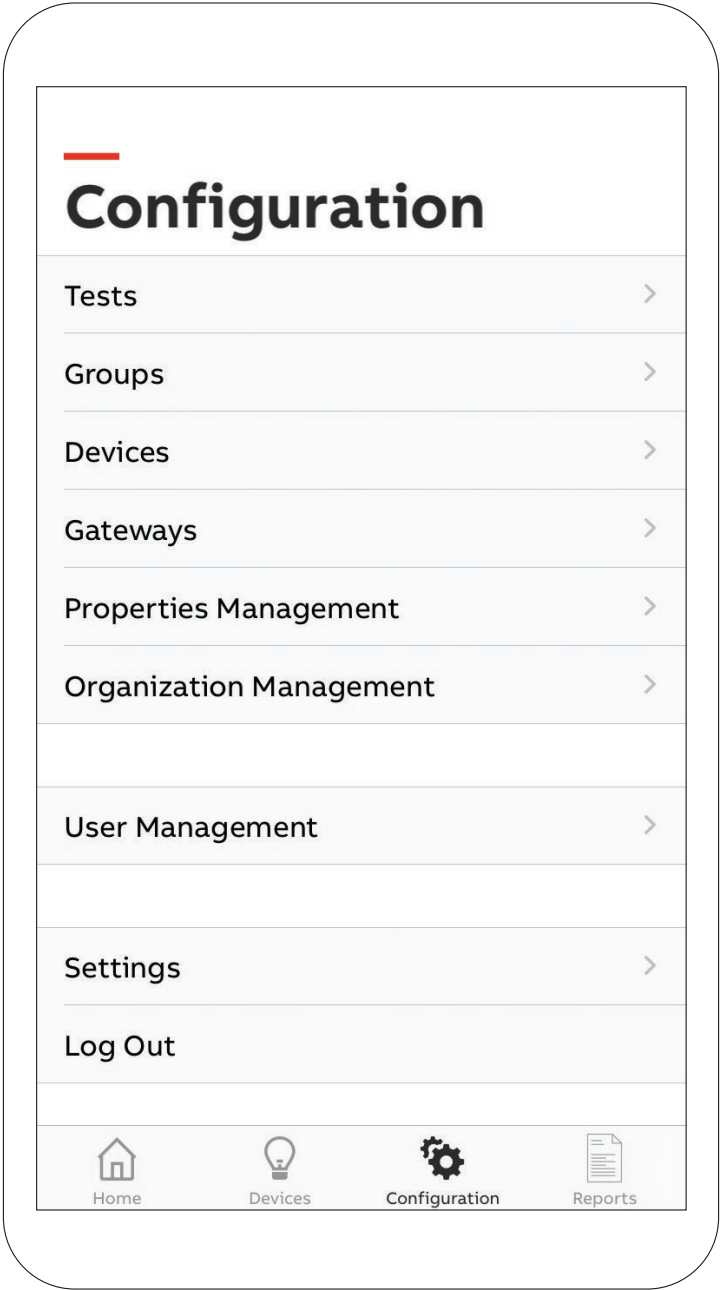 Configuration
Tests
Groups
Devices
Gateways
Properties Management
Organization Management
User Management
Settings
Log Out
Home Devices Configuration Reports